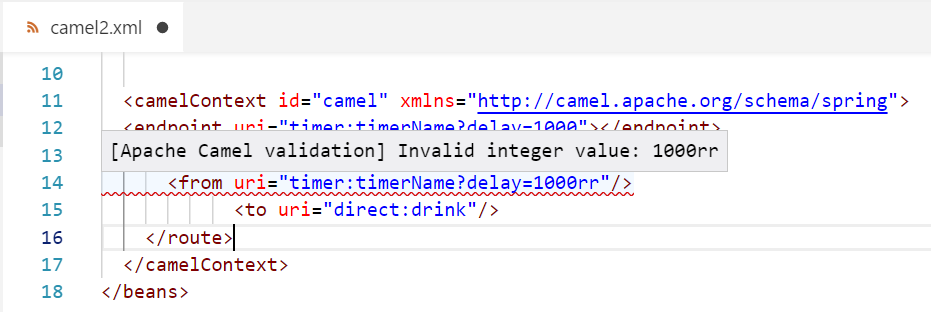 camel2.xml
10
11 <camelContext id="camel" xmlns="http://camel.apache.org/schema/spring">
12 <endpoint uri="timer:timerName?delay=1000"></endpoint>
13 [Apache Camel validation] Invalid integer value: 1000rr
14 <from uri="timer:timerName?delay=1000rr"/>
15 <to uri="direct:drink"/>
16 </route>
17 </camelContext>
18 </beans>